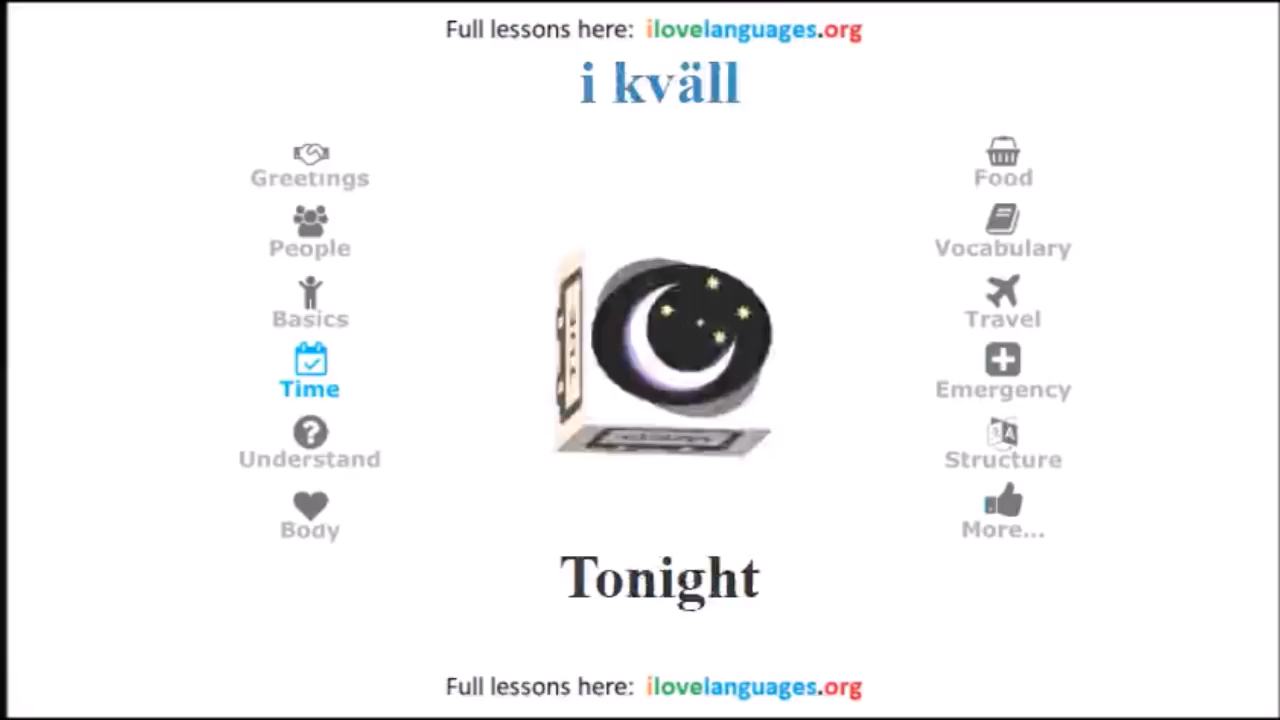 Full lessons here: ilovelanguages.org
i kväll
Greetings
People
Basics
Time
Understand
Body
Food
Vocabulary
Travel
Emergency
Structure
More...
Tonight
Full lessons here: ilovelanguages.org